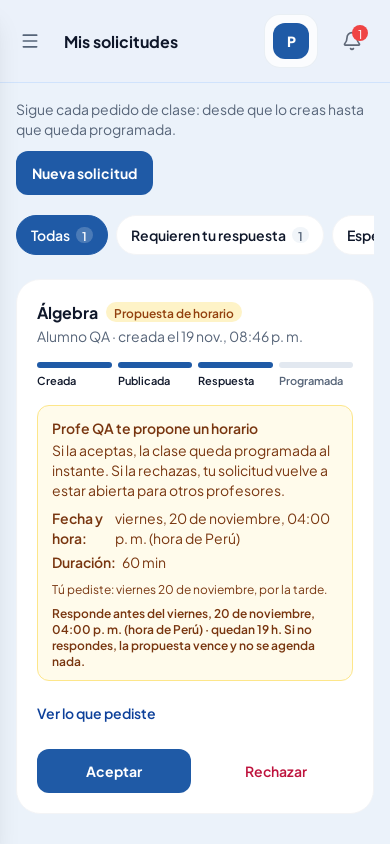 Mis solicitudes
P
1
Sigue cada pedido de clase: desde que lo creas hasta
que queda programada.
Nueva solicitud
Todas 1
Requieren tu respuesta 1
Espe
Álgebra Propuesta de horario
Alumno QA · creada el 19 nov., 08:46 p. m.
Creada Publicada Respuesta Programada
Profe QA te propone un horario
Si la aceptas, la clase queda programada al
instante. Si la rechazas, tu solicitud vuelve a
estar abierta para otros profesores.
Fecha y hora: viernes, 20 de noviembre, 04:00
p. m. (hora de Perú)
Duración: 60 min
Tú pediste: viernes 20 de noviembre, por la tarde.
Responde antes del viernes, 20 de noviembre,
04:00 p. m. (hora de Perú) · quedan 19 h. Si no
respondes, la propuesta vence y no se agenda
nada.
Ver lo que pediste
Aceptar Rechazar